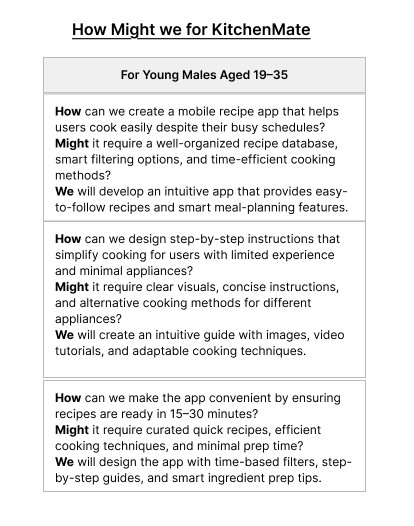 How Might we for KitchenMate
For Young Males Aged 19–35
How can we create a mobile recipe app that helps
users cook easily despite their busy schedules?
Might it require a well-organized recipe database,
smart filtering options, and time-efficient cooking
methods?
We will develop an intuitive app that provides easy-
to-follow recipes and smart meal-planning features.
How can we design step-by-step instructions that
simplify cooking for users with limited experience
and minimal appliances?
Might it require clear visuals, concise instructions,
and alternative cooking methods for different
appliances?
We will create an intuitive guide with images, video
tutorials, and adaptable cooking techniques.
How can we make the app convenient by ensuring
recipes are ready in 15–30 minutes?
Might it require curated quick recipes, efficient
cooking techniques, and minimal prep time?
We will design the app with time-based filters, step-
by-step guides, and smart ingredient prep tips.